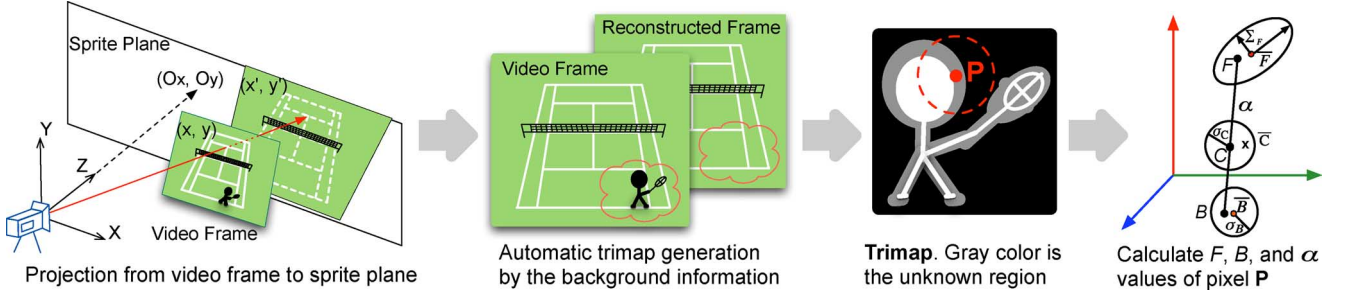 Sprite Plane
(Ox, Oy)
(x', y')
(x, y)
Y
Z
X
Video Frame
Projection from video frame to sprite plane
Reconstructed Frame
Video Frame
Automatic trimap generation
by the background information
P
Trimap. Gray color is
the unknown region
Σ_F
F
F̅
α
σ_C
C
x
C̅
B
B̅
σ_B
Calculate F, B, and α
values of pixel P